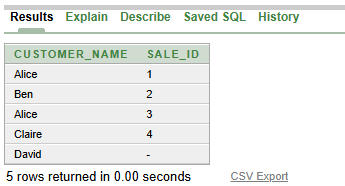 Results Explain Describe Saved SQL History
CUSTOMER_NAME SALE_ID
Alice 1
Ben 2
Alice 3
Claire 4
David -
5 rows returned in 0.00 seconds CSV Export